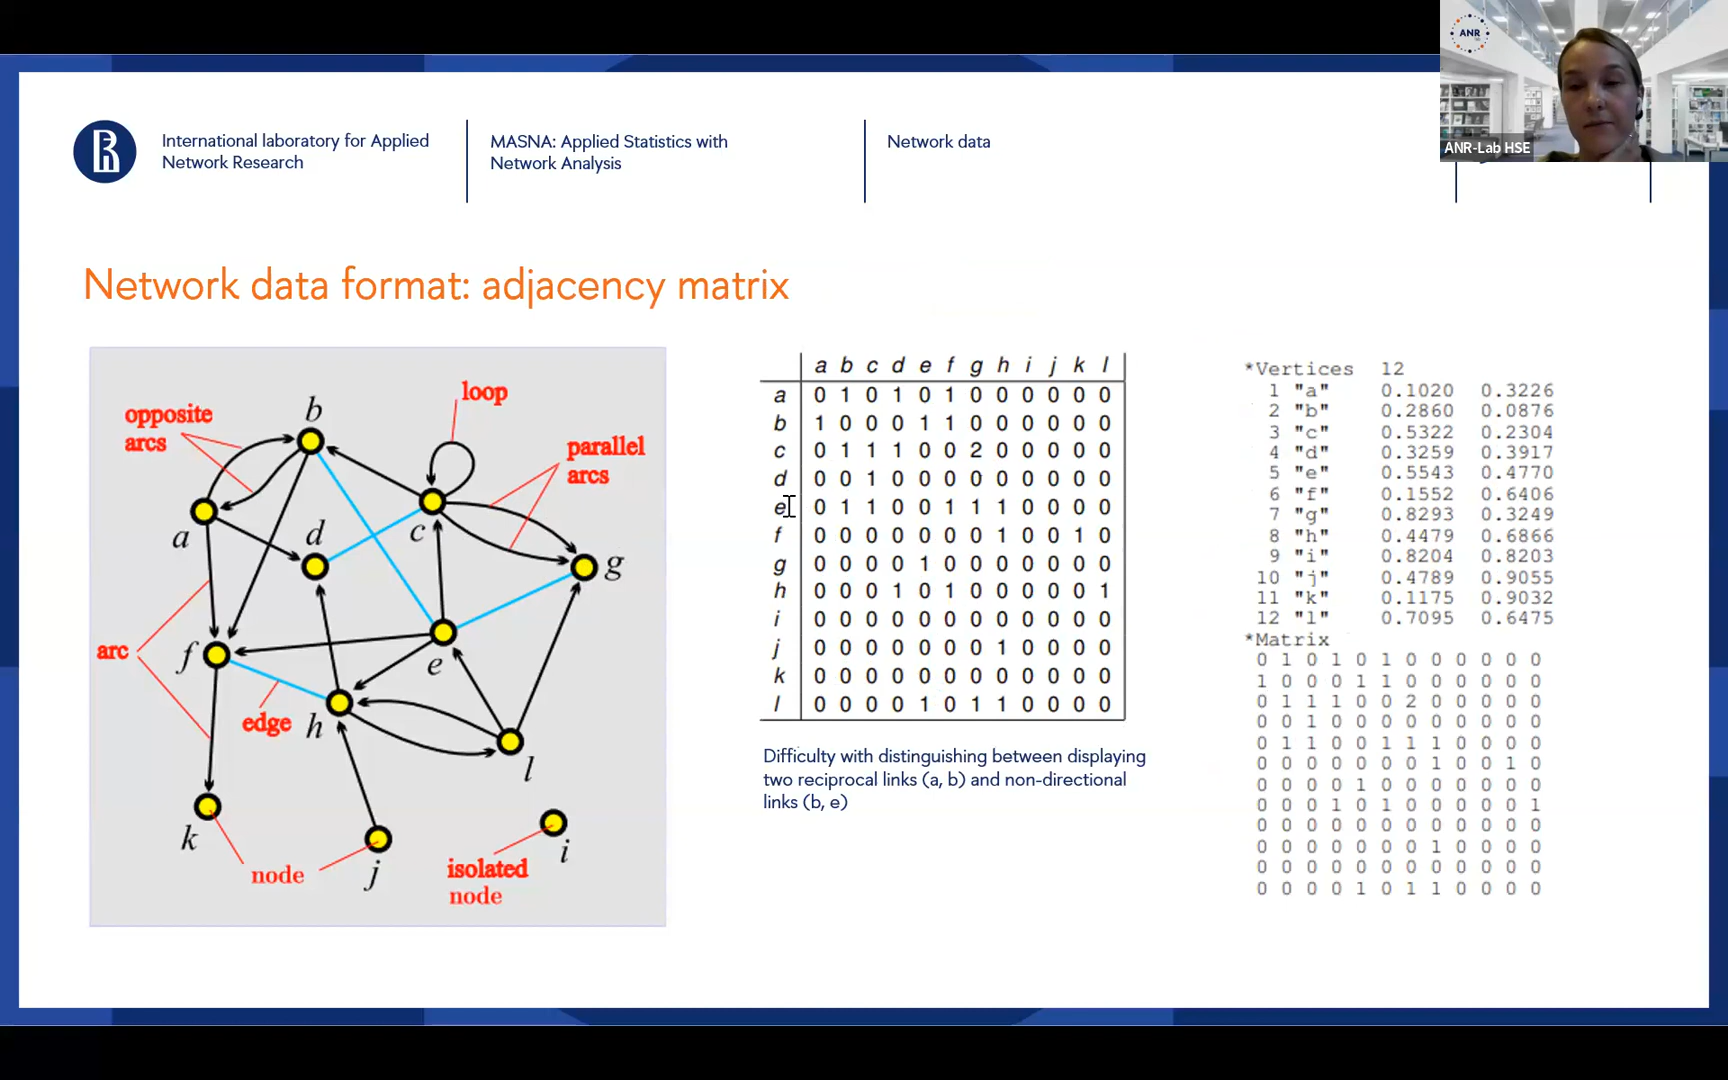 ANR
ANR-Lab HSE
International laboratory for Applied
Network Research
MASNA: Applied Statistics with
Network Analysis
Network data
Network data format: adjacency matrix
loop
opposite
arcs
b
parallel
arcs
a
d
c
g
arc
f
e
edge
h
l
k
node
j
isolated
node
i
a b c d e f g h i j k l
a 0 1 0 1 0 1 0 0 0 0 0 0
b 1 0 0 0 1 1 0 0 0 0 0 0
c 0 1 1 1 0 0 2 0 0 0 0 0
d 0 0 1 0 0 0 0 0 0 0 0 0
e 0 1 1 0 0 1 1 1 0 0 0 0
f 0 0 0 0 0 0 0 1 0 0 1 0
g 0 0 0 0 1 0 0 0 0 0 0 0
h 0 0 0 1 0 1 0 0 0 0 0 1
i 0 0 0 0 0 0 0 0 0 0 0 0
j 0 0 0 0 0 0 0 1 0 0 0 0
k 0 0 0 0 0 0 0 0 0 0 0 0
l 0 0 0 0 1 0 1 1 0 0 0 0
Difficulty with distinguishing between displaying
two reciprocal links (a, b) and non-directional
links (b, e)
*Vertices 12
1 "a" 0.1020 0.3226
2 "b" 0.2860 0.0876
3 "c" 0.5322 0.2304
4 "d" 0.3259 0.3917
5 "e" 0.5543 0.4770
6 "f" 0.1552 0.6406
7 "g" 0.8293 0.3249
8 "h" 0.4479 0.6866
9 "i" 0.8204 0.8203
10 "j" 0.4789 0.9055
11 "k" 0.1175 0.9032
12 "l" 0.7095 0.6475
*Matrix
0 1 0 1 0 1 0 0 0 0 0 0
1 0 0 0 1 1 0 0 0 0 0 0
0 1 1 1 0 0 2 0 0 0 0 0
0 0 1 0 0 0 0 0 0 0 0 0
0 1 1 0 0 1 1 1 0 0 0 0
0 0 0 0 0 0 0 1 0 0 1 0
0 0 0 0 1 0 0 0 0 0 0 0
0 0 0 1 0 1 0 0 0 0 0 1
0 0 0 0 0 0 0 0 0 0 0 0
0 0 0 0 0 0 0 1 0 0 0 0
0 0 0 0 0 0 0 0 0 0 0 0
0 0 0 0 1 0 1 1 0 0 0 0